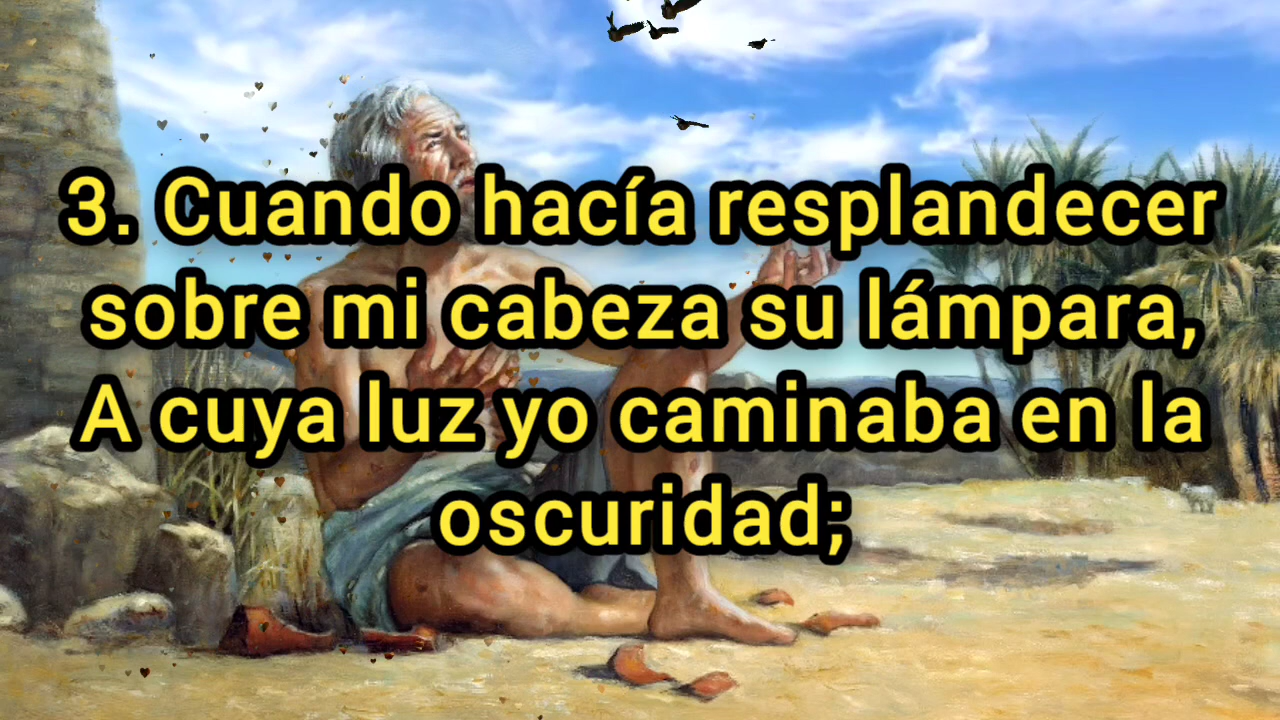 3. Cuando hacía resplandecer
sobre mi cabeza su lámpara,
A cuya luz yo caminaba en la
oscuridad;